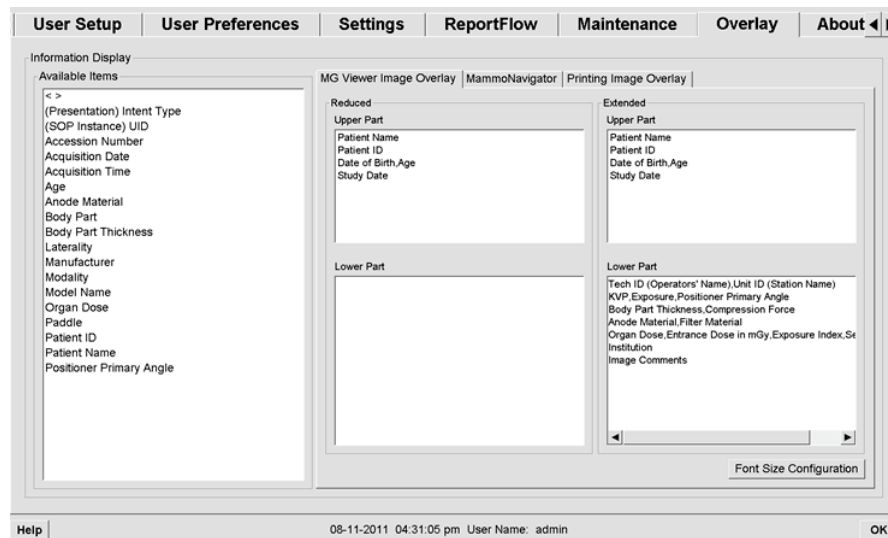 User Setup
User Preferences
Settings
ReportFlow
Maintenance
Overlay
About
Information Display
Available Items
< >
(Presentation) Intent Type
(SOP Instance) UID
Accession Number
Acquisition Date
Acquisition Time
Age
Anode Material
Body Part
Body Part Thickness
Laterality
Manufacturer
Modality
Model Name
Organ Dose
Paddle
Patient ID
Patient Name
Positioner Primary Angle
MG Viewer Image Overlay
MammoNavigator
Printing Image Overlay
Reduced
Upper Part
Patient Name
Patient ID
Date of Birth,Age
Study Date
Lower Part
Extended
Upper Part
Patient Name
Patient ID
Date of Birth,Age
Study Date
Lower Part
Tech ID (Operators' Name),Unit ID (Station Name)
KVP,Exposure,Positioner Primary Angle
Body Part Thickness,Compression Force
Anode Material,Filter Material
Organ Dose,Entrance Dose in mGy,Exposure Index,Se
Institution
Image Comments
Font Size Configuration
Help
08-11-2011 04:31:05 pm User Name: admin
OK